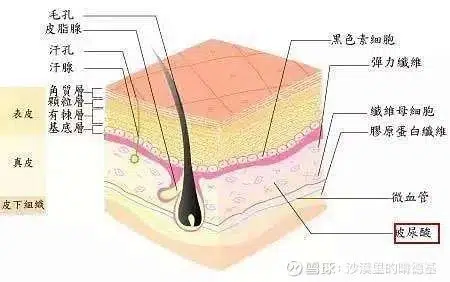 毛孔
皮脂腺
汗孔
汗腺
角質層
顆粒層
有棘層
基底層
表皮
真皮
皮下組織
黑色素細胞
彈力纖維
纖維母細胞
膠原蛋白纖維
微血管
玻尿酸
雪球:沙漠里的喃德基